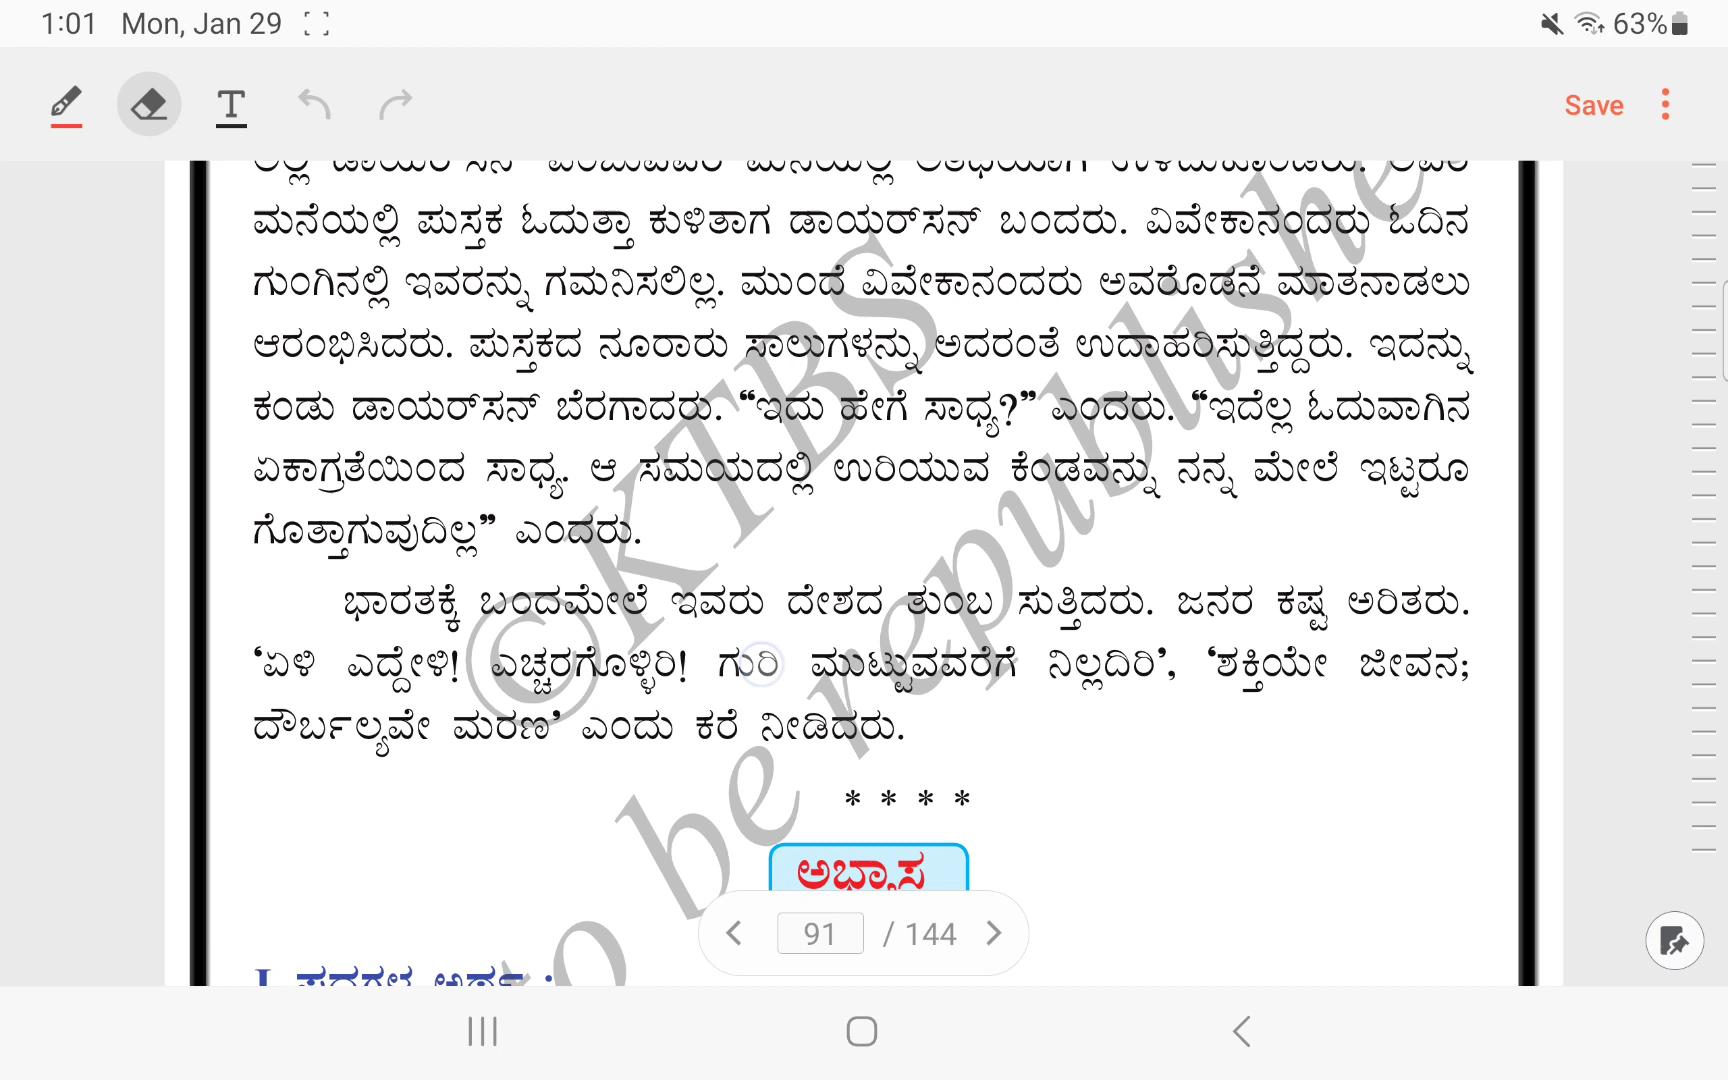 1:01 Mon, Jan 29 63%
Save
ಮನೆಯಲ್ಲಿ ಪುಸ್ತಕ ಓದುತ್ತಾ ಕುಳಿತಾಗ ಡಾಯರ್‌ಸನ್ ಬಂದರು. ವಿವೇಕಾನಂದರು ಓದಿನ
ಗುಂಗಿನಲ್ಲಿ ಇವರನ್ನು ಗಮನಿಸಲಿಲ್ಲ. ಮುಂದೆ ವಿವೇಕಾನಂದರು ಅವರೊಡನೆ ಮಾತನಾಡಲು
ಆರಂಭಿಸಿದರು. ಪುಸ್ತಕದ ನೂರಾರು ಸಾಲುಗಳನ್ನು ಅದರಂತೆ ಉದಾಹರಿಸುತ್ತಿದ್ದರು. ಇದನ್ನು
ಕಂಡು ಡಾಯರ್‌ಸನ್ ಬೆರಗಾದರು. “ಇದು ಹೇಗೆ ಸಾಧ್ಯ?” ಎಂದರು. “ಇದೆಲ್ಲ ಓದುವಾಗಿನ
ಏಕಾಗ್ರತೆಯಿಂದ ಸಾಧ್ಯ. ಆ ಸಮಯದಲ್ಲಿ ಉರಿಯುವ ಕೆಂಡವನ್ನು ನನ್ನ ಮೇಲೆ ಇಟ್ಟರೂ
ಗೊತ್ತಾಗುವುದಿಲ್ಲ” ಎಂದರು.
ಭಾರತಕ್ಕೆ ಬಂದಮೇಲೆ ಇವರು ದೇಶದ ತುಂಬ ಸುತ್ತಿದರು. ಜನರ ಕಷ್ಟ ಅರಿತರು.
‘ಏಳಿ ಎದ್ದೇಳಿ! ಎಚ್ಚರಗೊಳ್ಳಿರಿ! ಗುರಿ ಮುಟ್ಟುವವರೆಗೆ ನಿಲ್ಲದಿರಿ’, ‘ಶಕ್ತಿಯೇ ಜೀವನ;
ದೌರ್ಬಲ್ಯವೇ ಮರಣ’ ಎಂದು ಕರೆ ನೀಡಿದರು.
* * * *
ಅಭ್ಯಾಸ
91 / 144
©KTBS
to be republishe